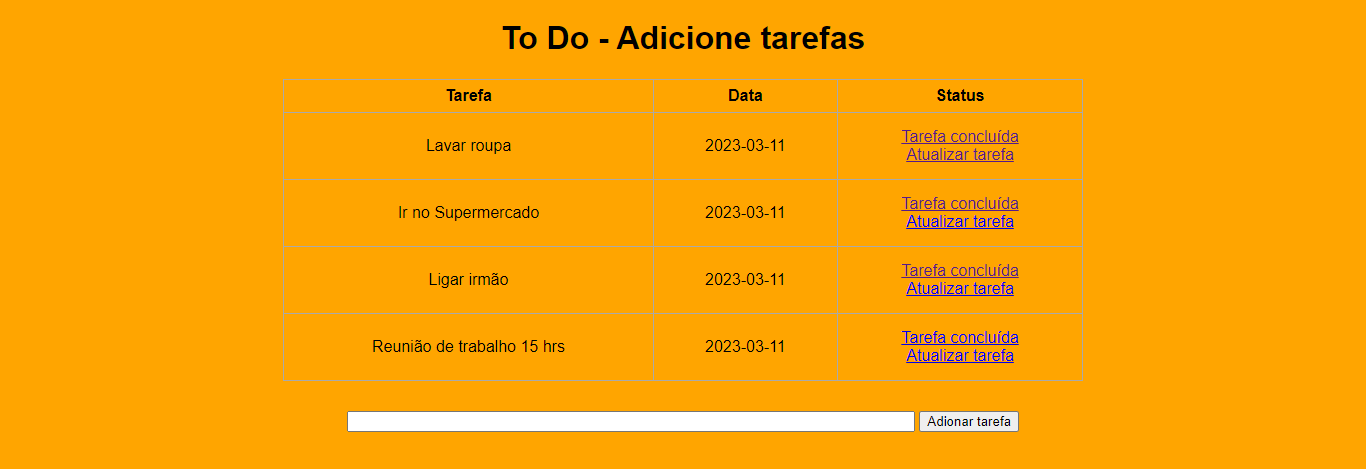 To Do - Adicione tarefas
Tarefa Data Status
Lavar roupa 2023-03-11 Tarefa concluída
Atualizar tarefa
Ir no Supermercado 2023-03-11 Tarefa concluída
Atualizar tarefa
Ligar irmão 2023-03-11 Tarefa concluída
Atualizar tarefa
Reunião de trabalho 15 hrs 2023-03-11 Tarefa concluída
Atualizar tarefa
Adionar tarefa